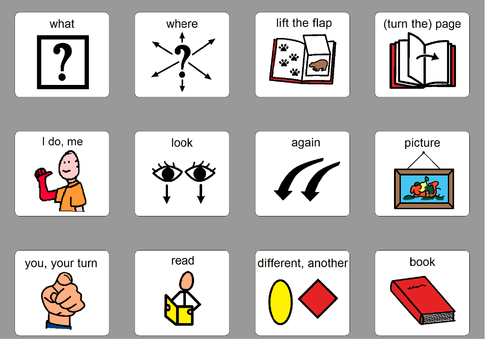 what
where
lift the flap
(turn the) page
I do, me
look
again
picture
you, your turn
read
different, another
book